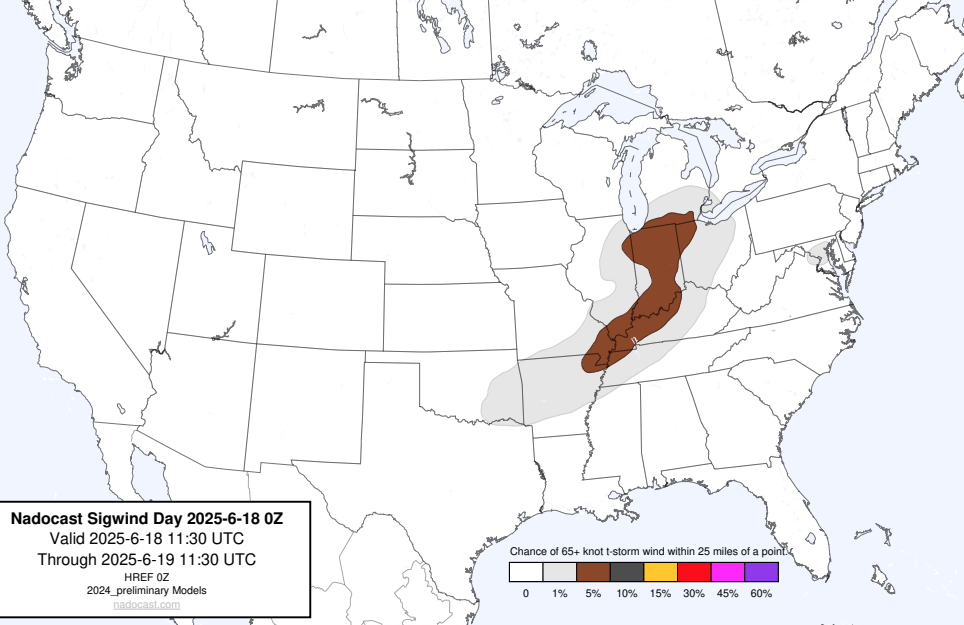 Nadocast Sigwind Day 2025-6-18 0Z
Valid 2025-6-18 11:30 UTC
Through 2025-6-19 11:30 UTC
HREF 0Z
2024_preliminary Models
nadocast.com
Chance of 65+ knot t-storm wind within 25 miles of a point.
0 1% 5% 10% 15% 30% 45% 60%